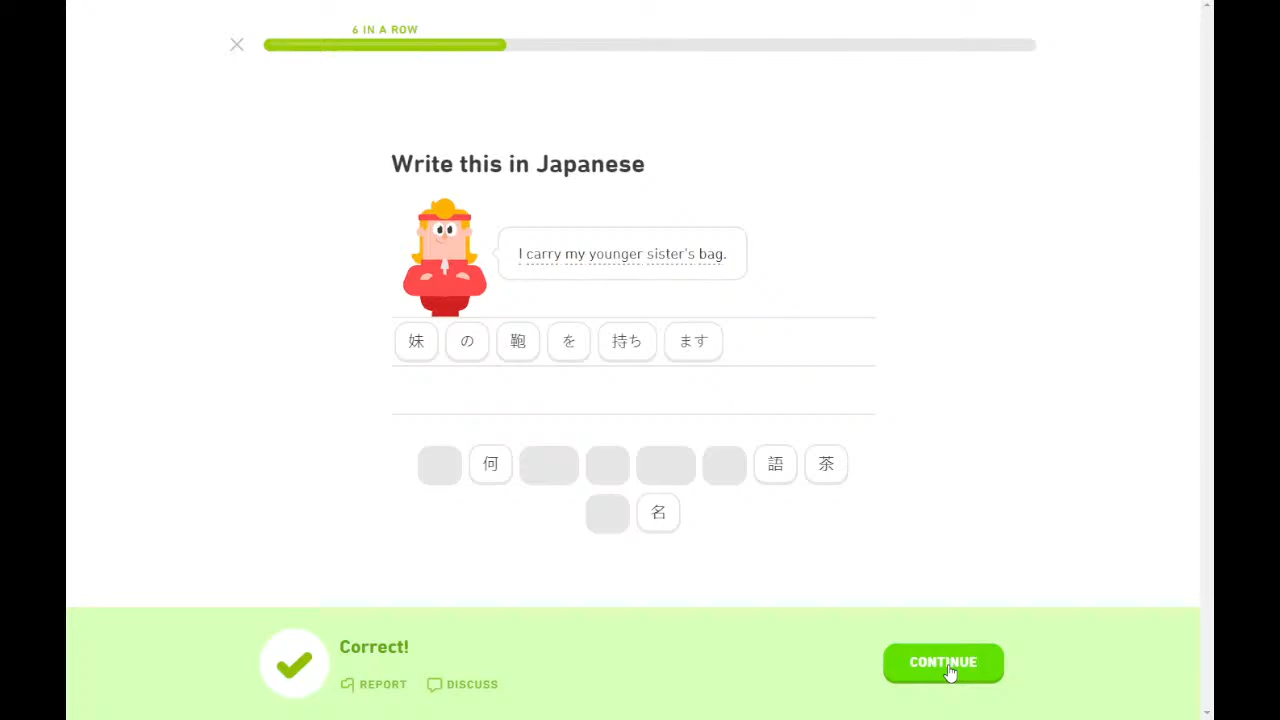 6 IN A ROW
Write this in Japanese
I carry my younger sister's bag.
妹 の 鞄 を 持ち ます
何 語 茶
名
Correct!
CONTINUE
REPORT DISCUSS